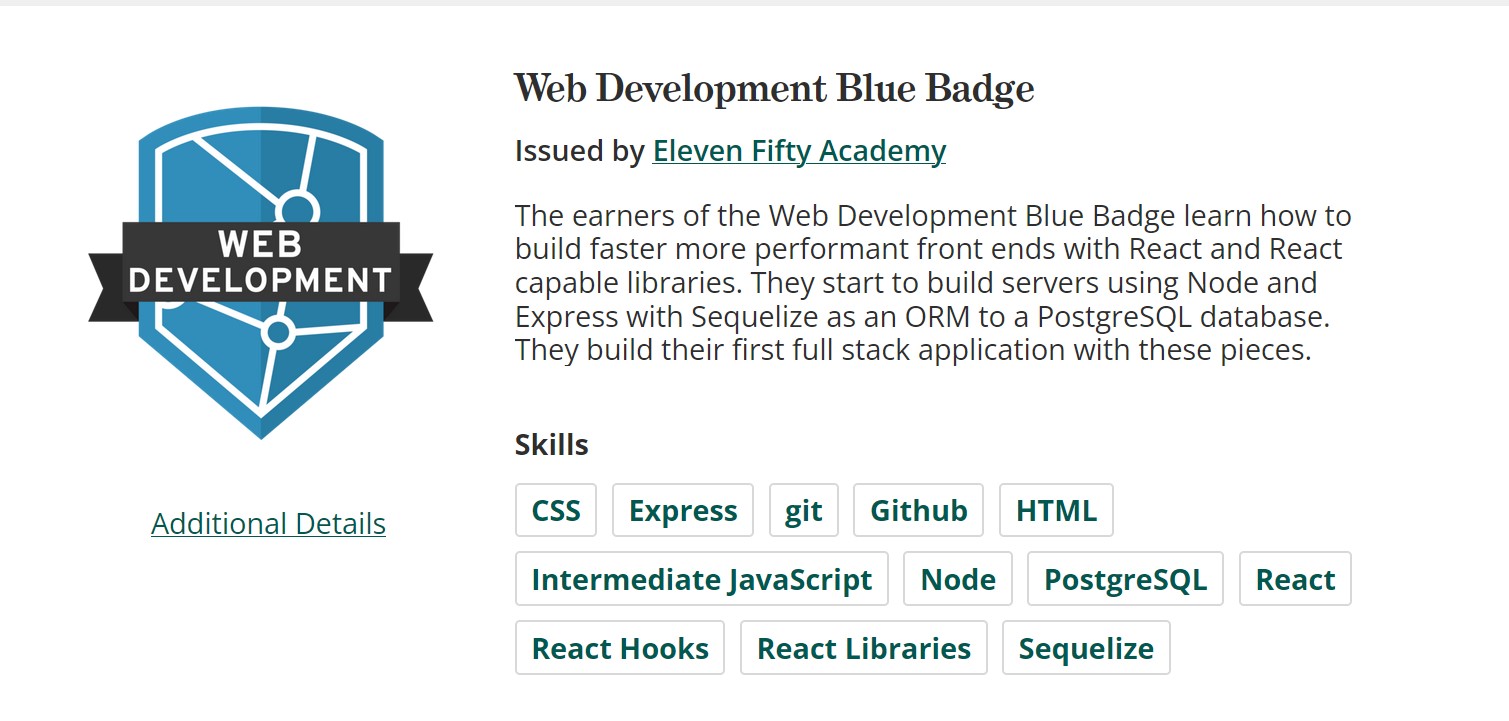 WEB
DEVELOPMENT
Additional Details
Web Development Blue Badge
Issued by Eleven Fifty Academy
The earners of the Web Development Blue Badge learn how to
build faster more performant front ends with React and React
capable libraries. They start to build servers using Node and
Express with Sequelize as an ORM to a PostgreSQL database.
They build their first full stack application with these pieces.
Skills
CSS Express git Github HTML
Intermediate JavaScript Node PostgreSQL React
React Hooks React Libraries Sequelize